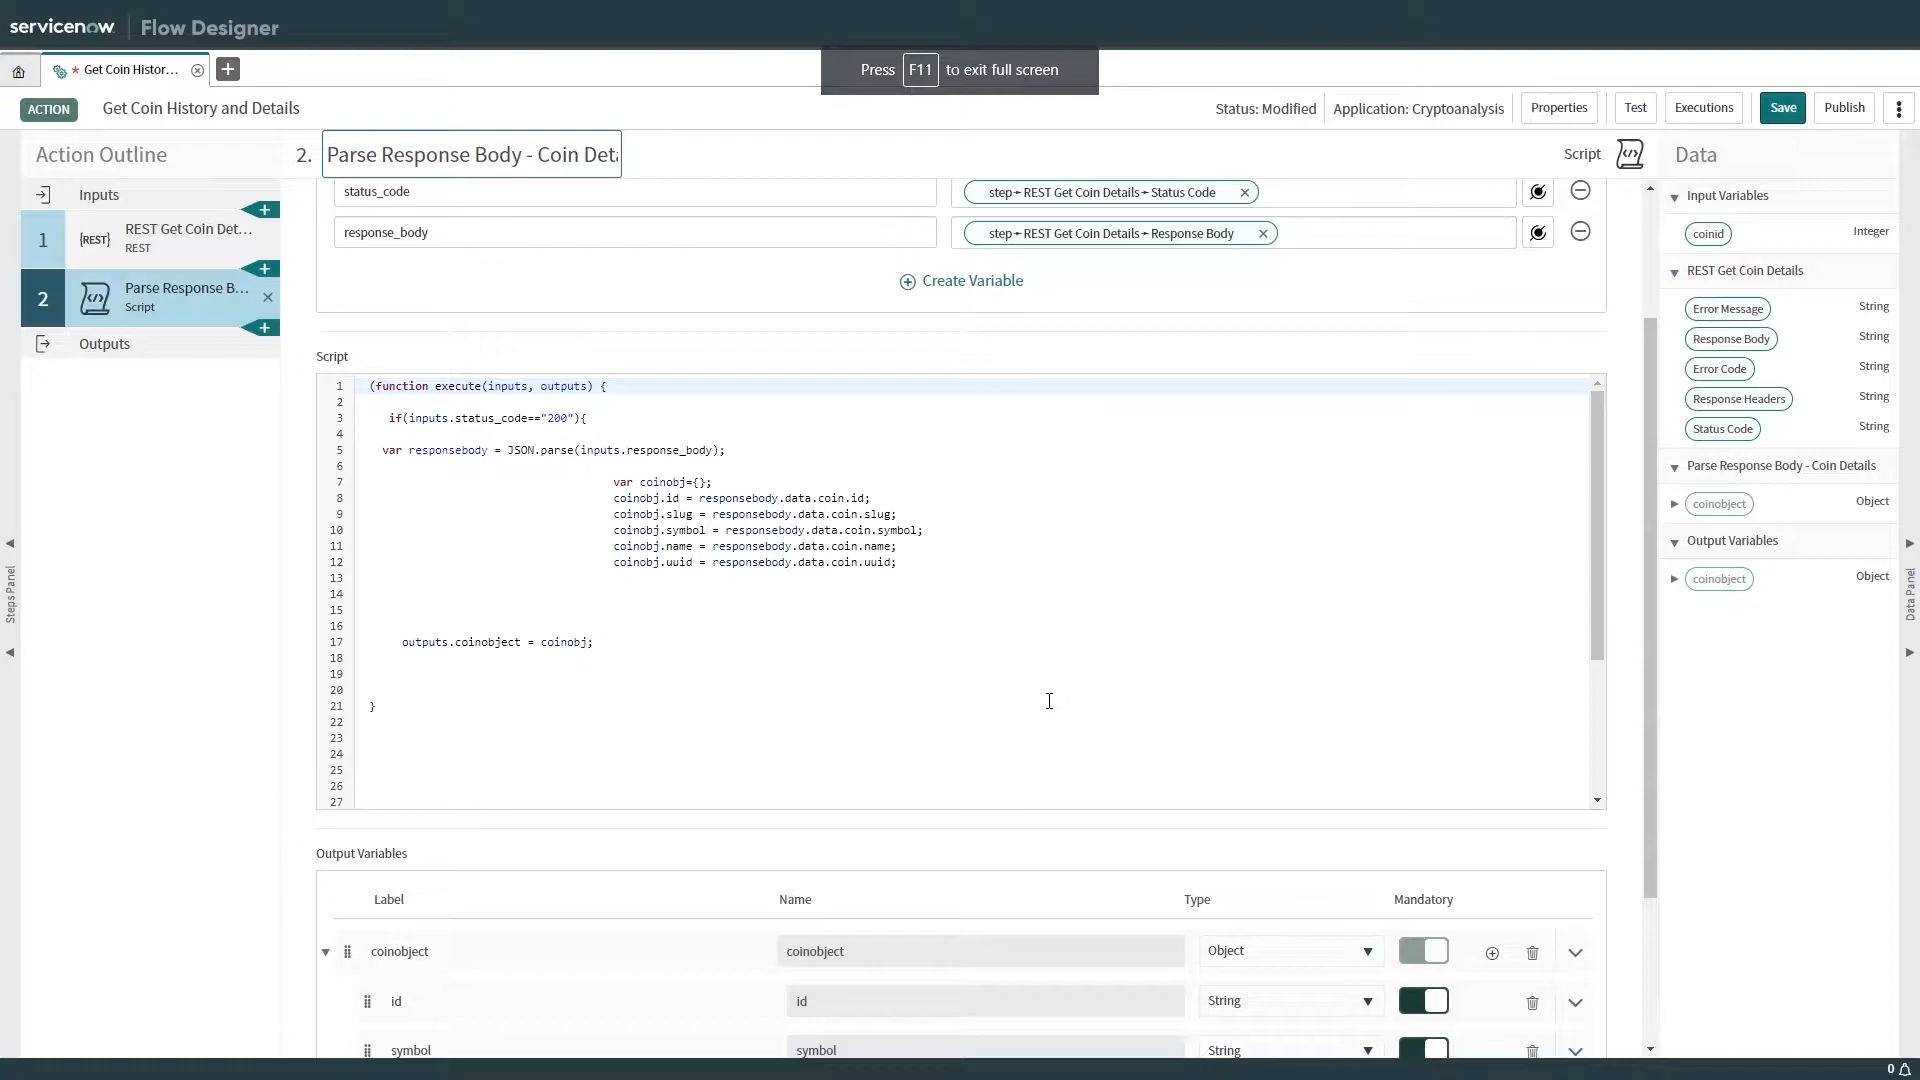 servicenow Flow Designer
* Get Coin Histor...
Press F11 to exit full screen
ACTION Get Coin History and Details Status: Modified Application: Cryptoanalysis Properties Test Executions Save Publish
Action Outline
Inputs
1 {REST} REST Get Coin Det...
REST
2 Parse Response B...
Script
Outputs
Steps Panel
2. Parse Response Body - Coin Deta
Script
status_code step➛REST Get Coin Details➛Status Code
response_body step➛REST Get Coin Details➛Response Body
Create Variable
Script
1 (function execute(inputs, outputs) {
2
3 if(inputs.status_code=="200"){
4
5 var responsebody = JSON.parse(inputs.response_body);
6
7 var coinobj={};
8 coinobj.id = responsebody.data.coin.id;
9 coinobj.slug = responsebody.data.coin.slug;
10 coinobj.symbol = responsebody.data.coin.symbol;
11 coinobj.name = responsebody.data.coin.name;
12 coinobj.uuid = responsebody.data.coin.uuid;
13
14
15
16
17 outputs.coinobject = coinobj;
18
19
20
21 }
22
23
24
25
26
27
Output Variables
Label Name Type Mandatory
coinobject coinobject Object
id id String
symbol symbol String
Data
Input Variables
coinid Integer
REST Get Coin Details
Error Message String
Response Body String
Error Code String
Response Headers String
Status Code String
Parse Response Body - Coin Details
coinobject Object
Output Variables
coinobject Object
Data Panel
0